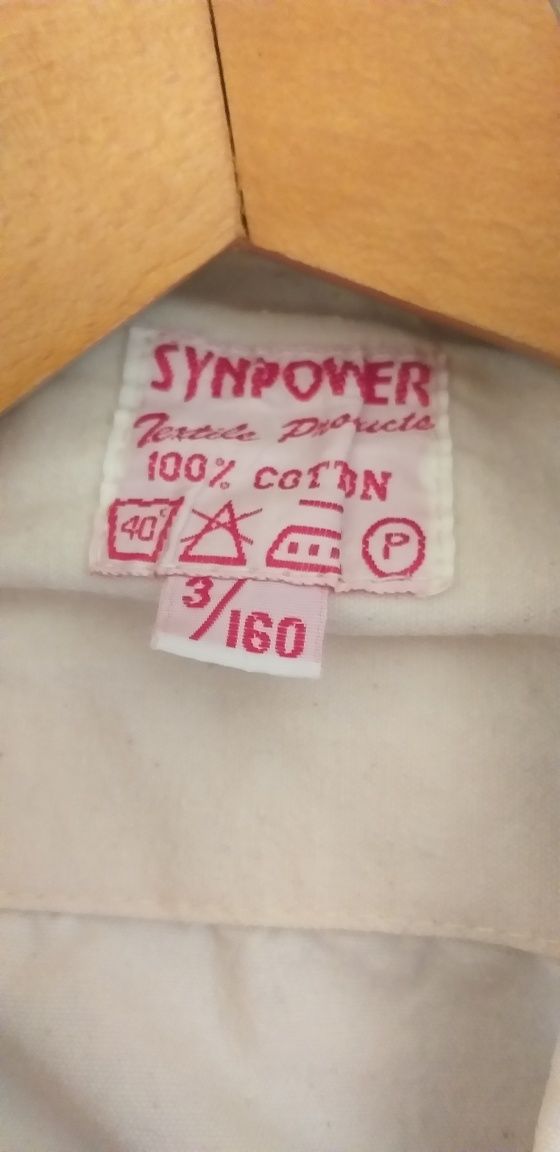 SYNPOWER
Textile Products
100% COTTON
40° P
3/160